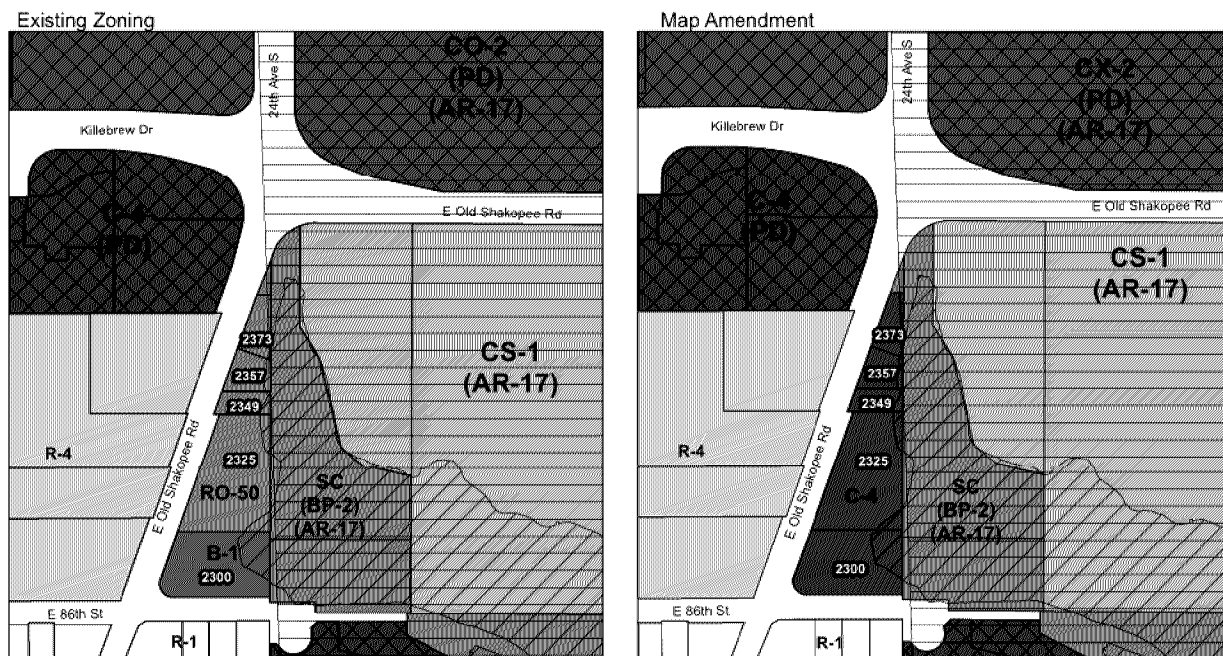 Existing Zoning
24th Ave S
CO-2
(PD)
(AR-17)
Killebrew Dr
C-4
(PD)
E Old Shakopee Rd
2373
2357
2349
CS-1
(AR-17)
R-4
2325
RO-50
E Old Shakopee Rd
SC
(BP-2)
(AR-17)
B-1
2300
E 86th St
R-1
Map Amendment
24th Ave S
CX-2
(PD)
(AR-17)
Killebrew Dr
C-4
(PD)
E Old Shakopee Rd
CS-1
(AR-17)
2373
2357
2349
R-4
2325
C-4
E Old Shakopee Rd
SC
(BP-2)
(AR-17)
2300
E 86th St
R-1